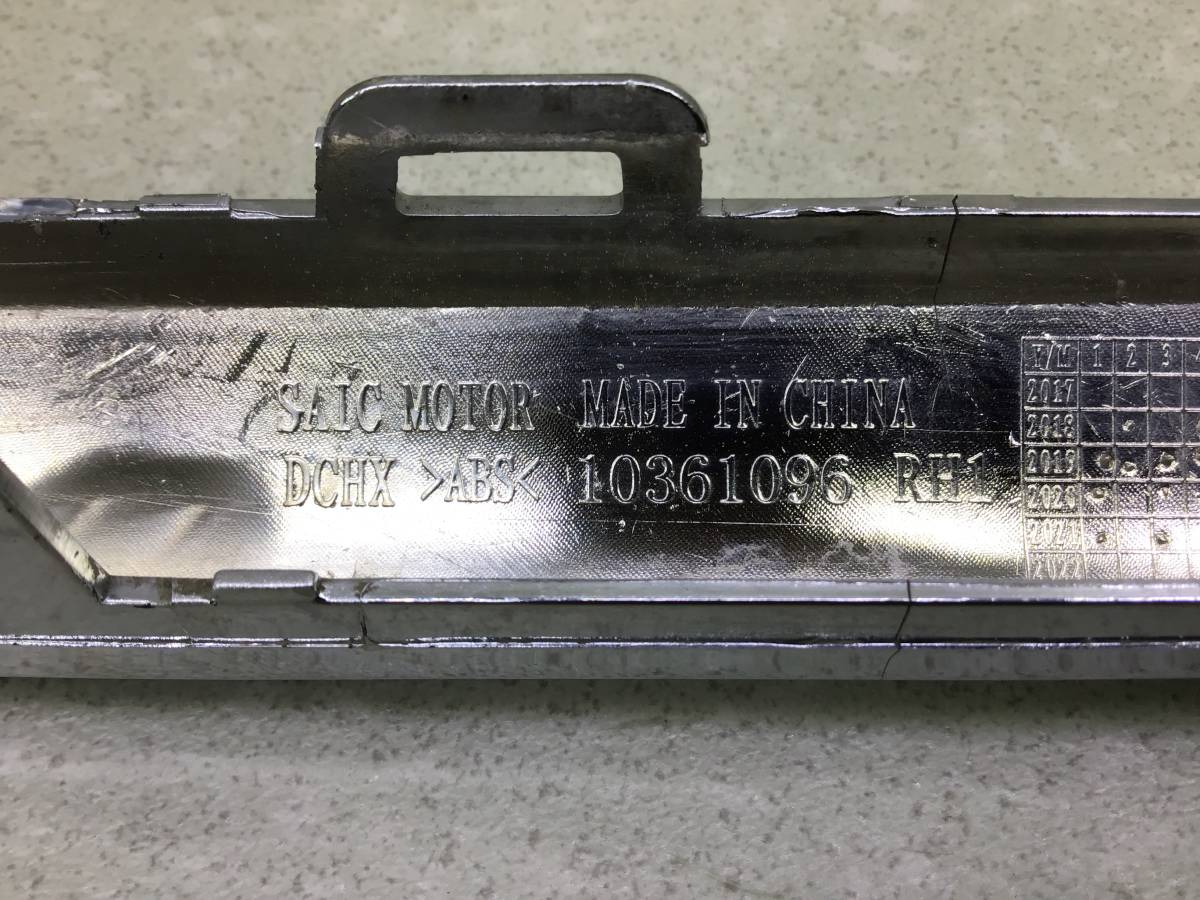 SAIC MOTOR MADE IN CHINA
DCHX >ABS< 10361096 RH1
Y/M 1 2 3
2017
2018
2019
2020
2021
2022